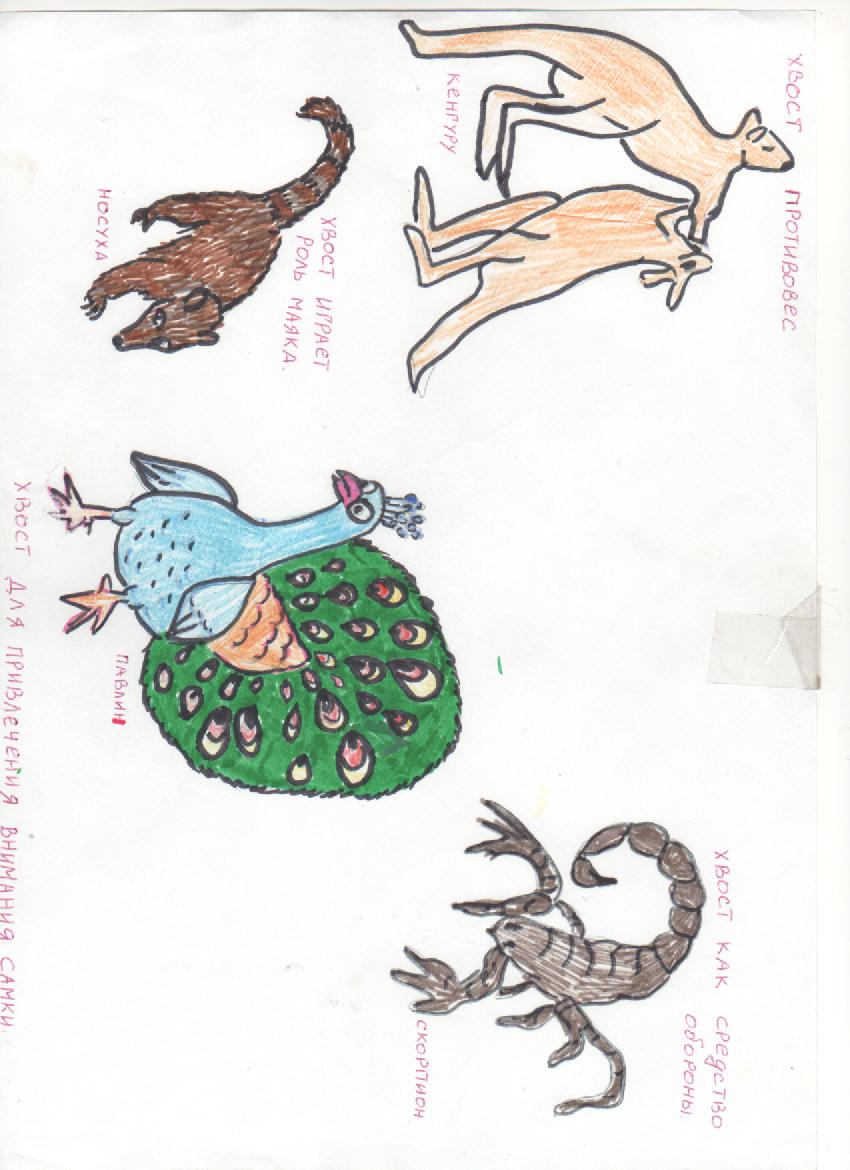 ХВОСТ ПРОТИВОВЕС
КЕНГУРУ
ХВОСТ ИГРАЕТ
РОЛЬ МАЯКА.
НОСУХА
ХВОСТ КАК СРЕДСТВО
ОБОРОНЫ.
СКОРПИОН
ПАВЛИН
ХВОСТ ДЛЯ ПРИВЛЕЧЕНИЯ ВНИМАНИЯ САМКИ.